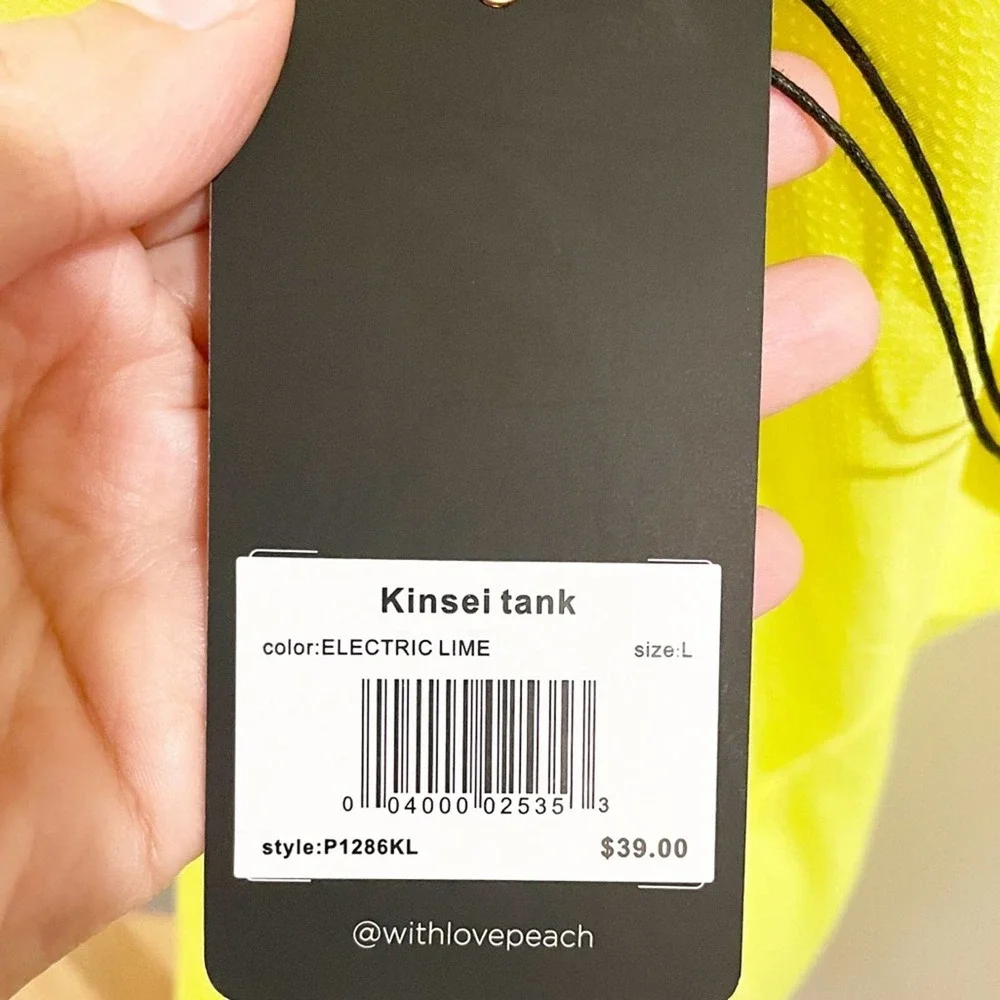 Kinsei tank
color:ELECTRIC LIME size:L
0 04000 02535 3
style:P1286KL $39.00
@withlovepeach